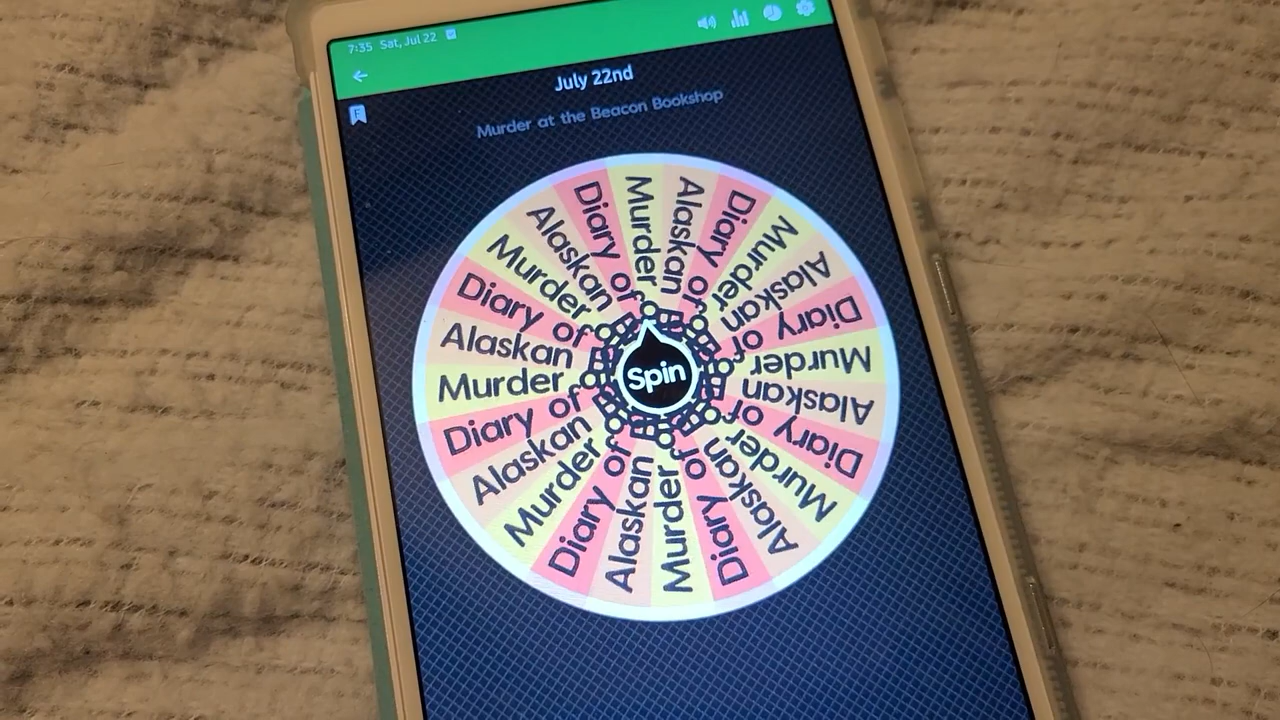 7:35 Sat, Jul 22
July 22nd
F
Murder at the Beacon Bookshop
Murder
Alaskan
Diary of
Murder
Alaskan
Diary of
Murder
Alaskan
Diary of
Murder
Alaskan
Diary of
Murder
Alaskan
Diary of
Murder
Alaskan
Diary of
Murder
Alaskan
Diary of
Murder
Alaskan
Diary of
Spin